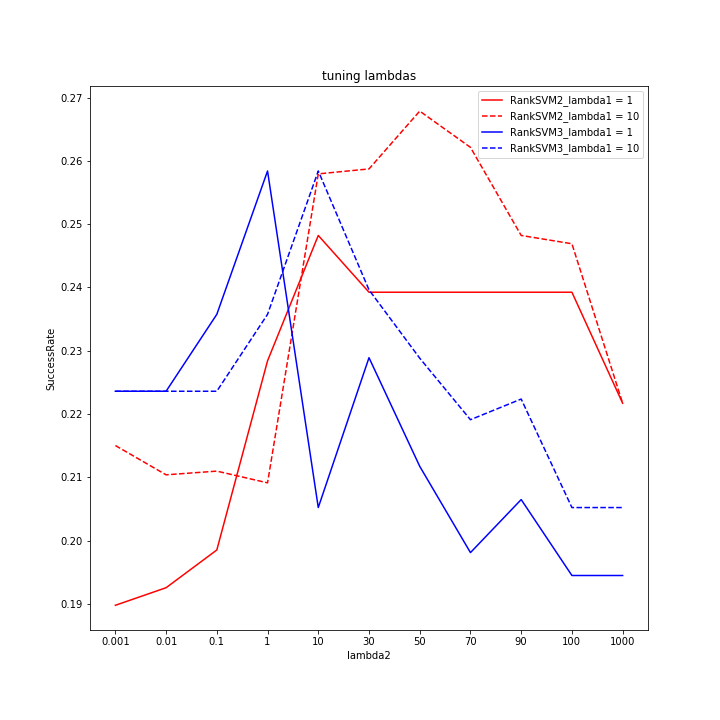 tuning lambdas
RankSVM2_lambda1 = 1
RankSVM2_lambda1 = 10
RankSVM3_lambda1 = 1
RankSVM3_lambda1 = 10
SuccessRate
0.27
0.26
0.25
0.24
0.23
0.22
0.21
0.20
0.19
0.001 0.01 0.1 1 10 30 50 70 90 100 1000
lambda2